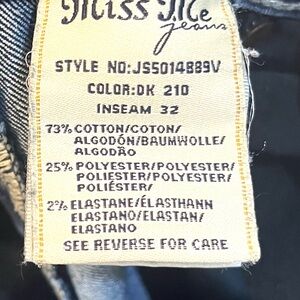 Miss Me
jeans
STYLE NO:JS5014889V
COLOR:DK 210
INSEAM 32
73% COTTON/COTON/
ALGODÓN/BAUMWOLLE/
ALGODÃO
25% POLYESTER/POLYESTER/
POLIÉSTER/POLYESTER/
POLIÉSTER/
2% ELASTANE/ÉLASTHANN
ELASTANO/ELASTAN/
ELASTANO
SEE REVERSE FOR CARE